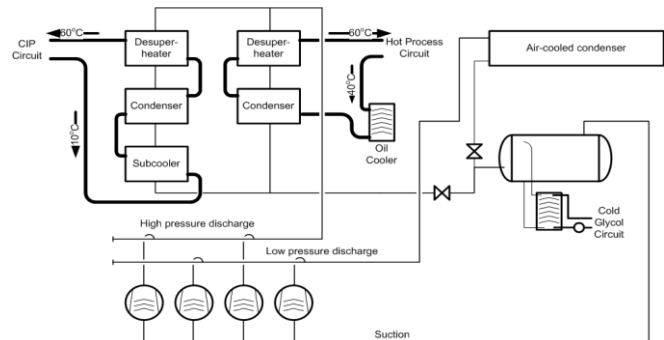 60°C
CIP
Circuit
Desuper-
heater
Desuper-
heater
60°C
Hot Process
Circuit
Air-cooled condenser
10°C
Condenser
Condenser
40°C
Oil
Cooler
Subcooler
Cold
Glycol
Circuit
High pressure discharge
Low pressure discharge
Suction